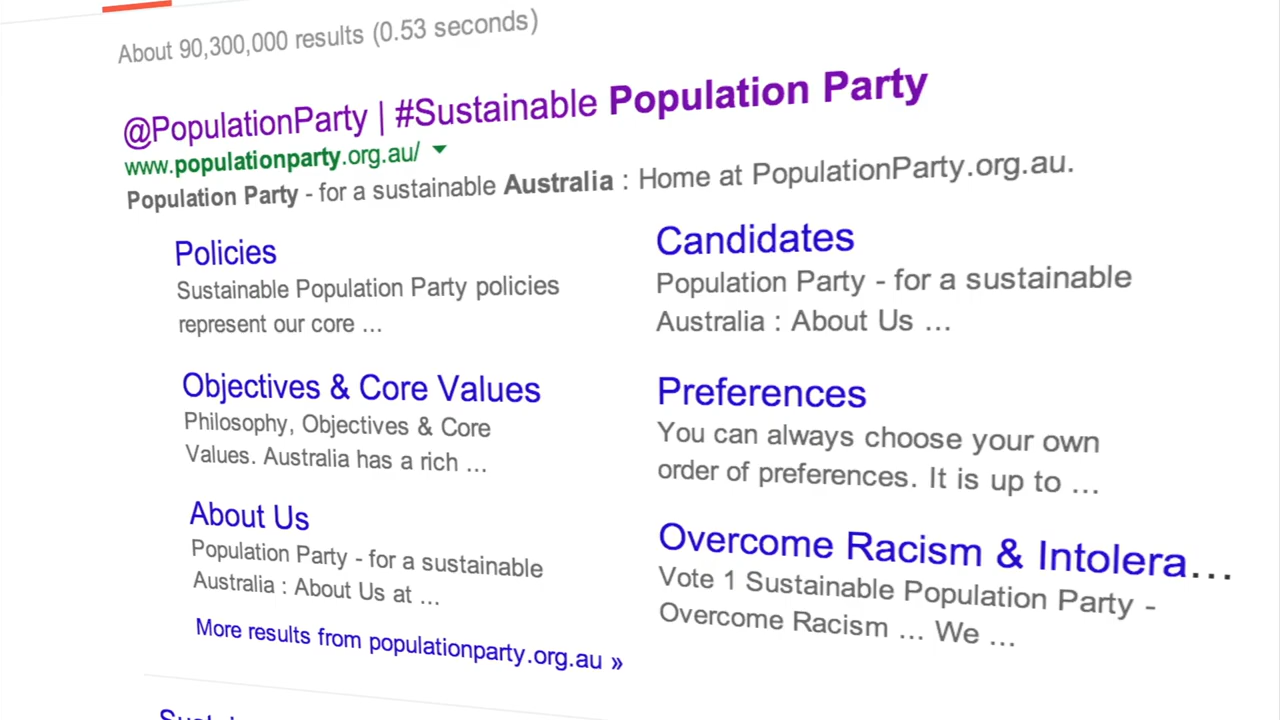 About 90,300,000 results (0.53 seconds)
@PopulationParty | #Sustainable Population Party
www.populationparty.org.au/
Population Party - for a sustainable Australia : Home at PopulationParty.org.au.
Policies
Sustainable Population Party policies
represent our core ...
Objectives & Core Values
Philosophy, Objectives & Core
Values. Australia has a rich ...
About Us
Population Party - for a sustainable
Australia : About Us at ...
More results from populationparty.org.au »
Candidates
Population Party - for a sustainable
Australia : About Us ...
Preferences
You can always choose your own
order of preferences. It is up to ...
Overcome Racism & Intolera...
Vote 1 Sustainable Population Party -
Overcome Racism ... We ...